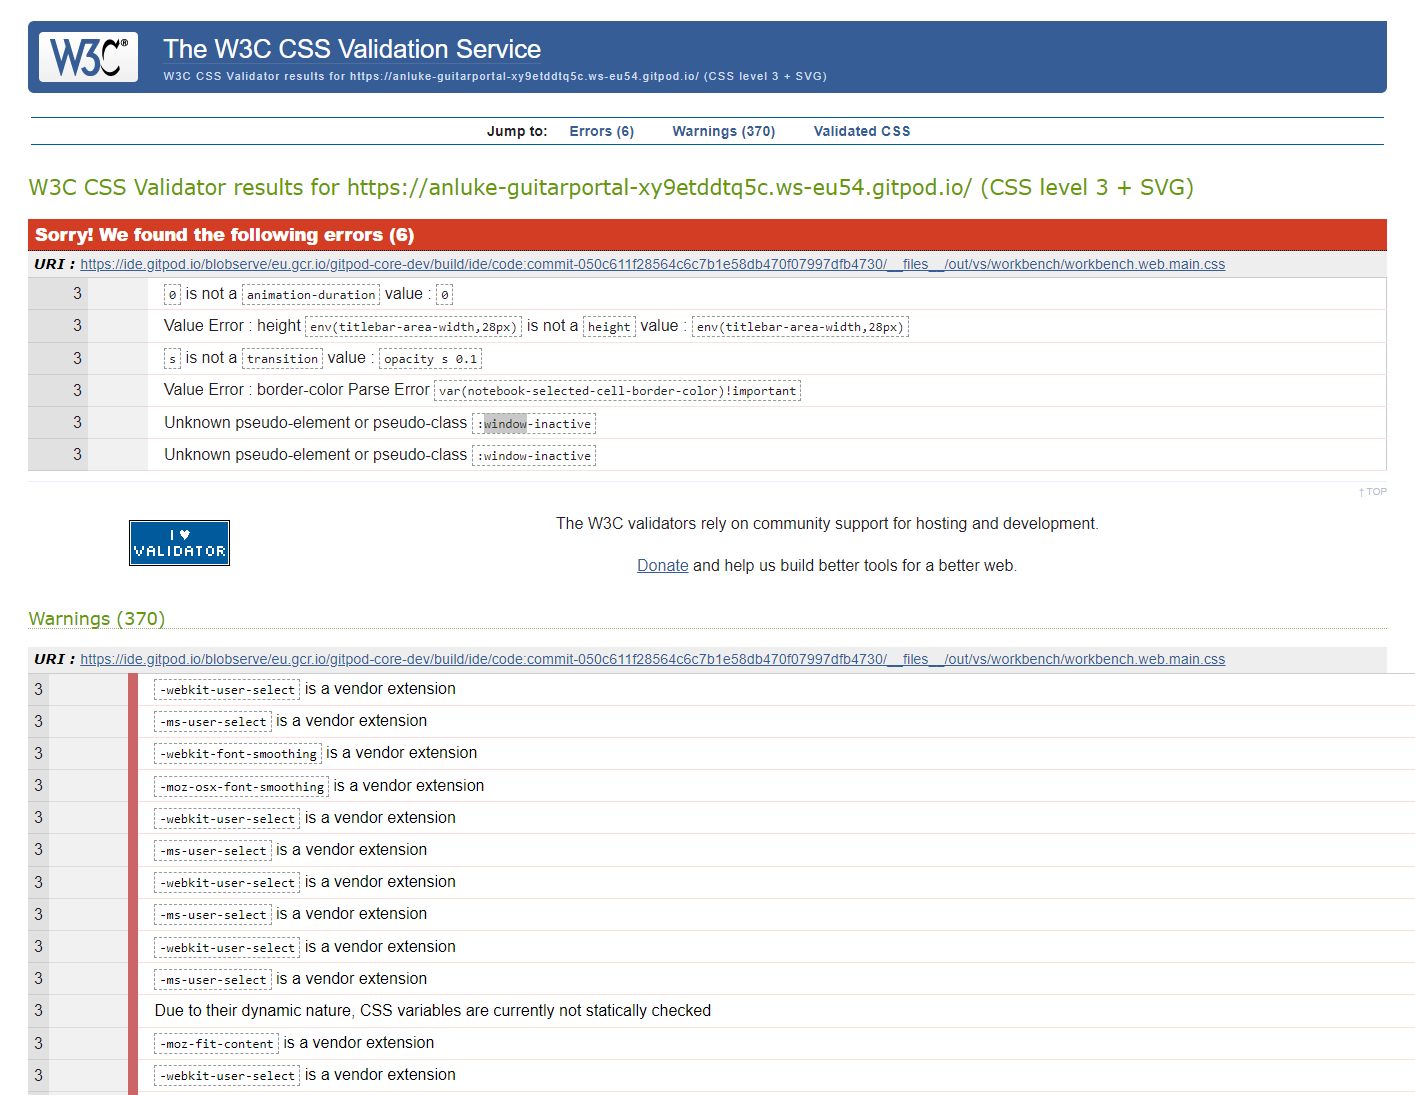 W3C®
The W3C CSS Validation Service
W3C CSS Validator results for https://anluke-guitarportal-xy9etddtq5c.ws-eu54.gitpod.io/ (CSS level 3 + SVG)
Jump to: Errors (6) Warnings (370) Validated CSS
W3C CSS Validator results for https://anluke-guitarportal-xy9etddtq5c.ws-eu54.gitpod.io/ (CSS level 3 + SVG)
Sorry! We found the following errors (6)
URI : https://ide.gitpod.io/blobserve/eu.gcr.io/gitpod-core-dev/build/ide/code:commit-050c611f28564c6c7b1e58db470f07997dfb4730/__files__/out/vs/workbench/workbench.web.main.css
3 0 is not a animation-duration value : 0
3 Value Error : height env(titlebar-area-width,28px) is not a height value : env(titlebar-area-width,28px)
3 s is not a transition value : opacity s 0.1
3 Value Error : border-color Parse Error var(notebook-selected-cell-border-color)!important
3 Unknown pseudo-element or pseudo-class :window-inactive
3 Unknown pseudo-element or pseudo-class :window-inactive
↑ TOP
I ♥
VALIDATOR
The W3C validators rely on community support for hosting and development.
Donate and help us build better tools for a better web.
Warnings (370)
URI : https://ide.gitpod.io/blobserve/eu.gcr.io/gitpod-core-dev/build/ide/code:commit-050c611f28564c6c7b1e58db470f07997dfb4730/__files__/out/vs/workbench/workbench.web.main.css
3 -webkit-user-select is a vendor extension
3 -ms-user-select is a vendor extension
3 -webkit-font-smoothing is a vendor extension
3 -moz-osx-font-smoothing is a vendor extension
3 -webkit-user-select is a vendor extension
3 -ms-user-select is a vendor extension
3 -webkit-user-select is a vendor extension
3 -ms-user-select is a vendor extension
3 -webkit-user-select is a vendor extension
3 -ms-user-select is a vendor extension
3 Due to their dynamic nature, CSS variables are currently not statically checked
3 -moz-fit-content is a vendor extension
3 -webkit-user-select is a vendor extension